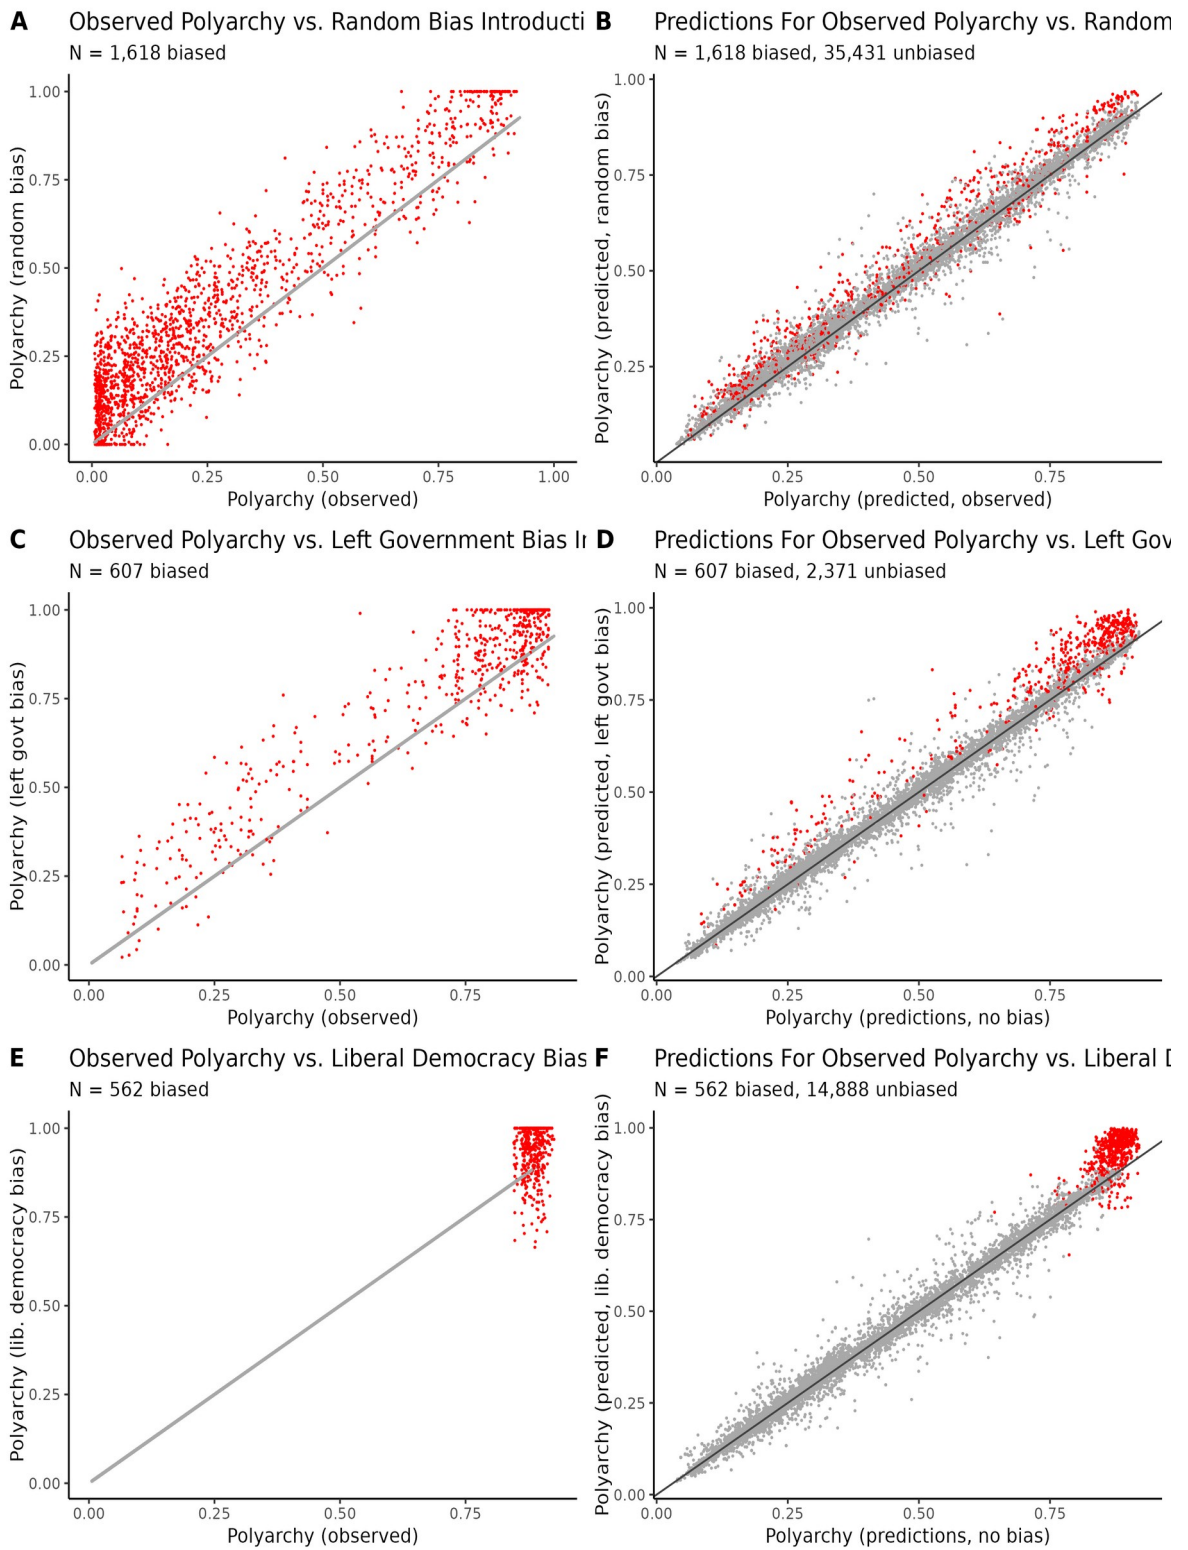 A Observed Polyarchy vs. Random Bias Introducti
N = 1,618 biased
Polyarchy (random bias)
1.00
0.75
0.50
0.25
0.00
0.00 0.25 0.50 0.75 1.00
Polyarchy (observed)
B Predictions For Observed Polyarchy vs. Random
N = 1,618 biased, 35,431 unbiased
Polyarchy (predicted, random bias)
1.00
0.75
0.50
0.25
0.00 0.25 0.50 0.75
Polyarchy (predicted, observed)
C Observed Polyarchy vs. Left Government Bias Ir
N = 607 biased
Polyarchy (left govt bias)
1.00
0.75
0.50
0.25
0.00
0.00 0.25 0.50 0.75
Polyarchy (observed)
D Predictions For Observed Polyarchy vs. Left Gov
N = 607 biased, 2,371 unbiased
Polyarchy (predicted, left govt bias)
1.00
0.75
0.50
0.25
0.00
0.00 0.25 0.50 0.75
Polyarchy (predictions, no bias)
E Observed Polyarchy vs. Liberal Democracy Bias
N = 562 biased
Polyarchy (lib. democracy bias)
1.00
0.75
0.50
0.25
0.00
0.00 0.25 0.50 0.75
Polyarchy (observed)
F Predictions For Observed Polyarchy vs. Liberal
N = 562 biased, 14,888 unbiased
Polyarchy (predicted, lib. democracy bias)
1.00
0.75
0.50
0.25
0.00
0.00 0.25 0.50 0.75
Polyarchy (predictions, no bias)